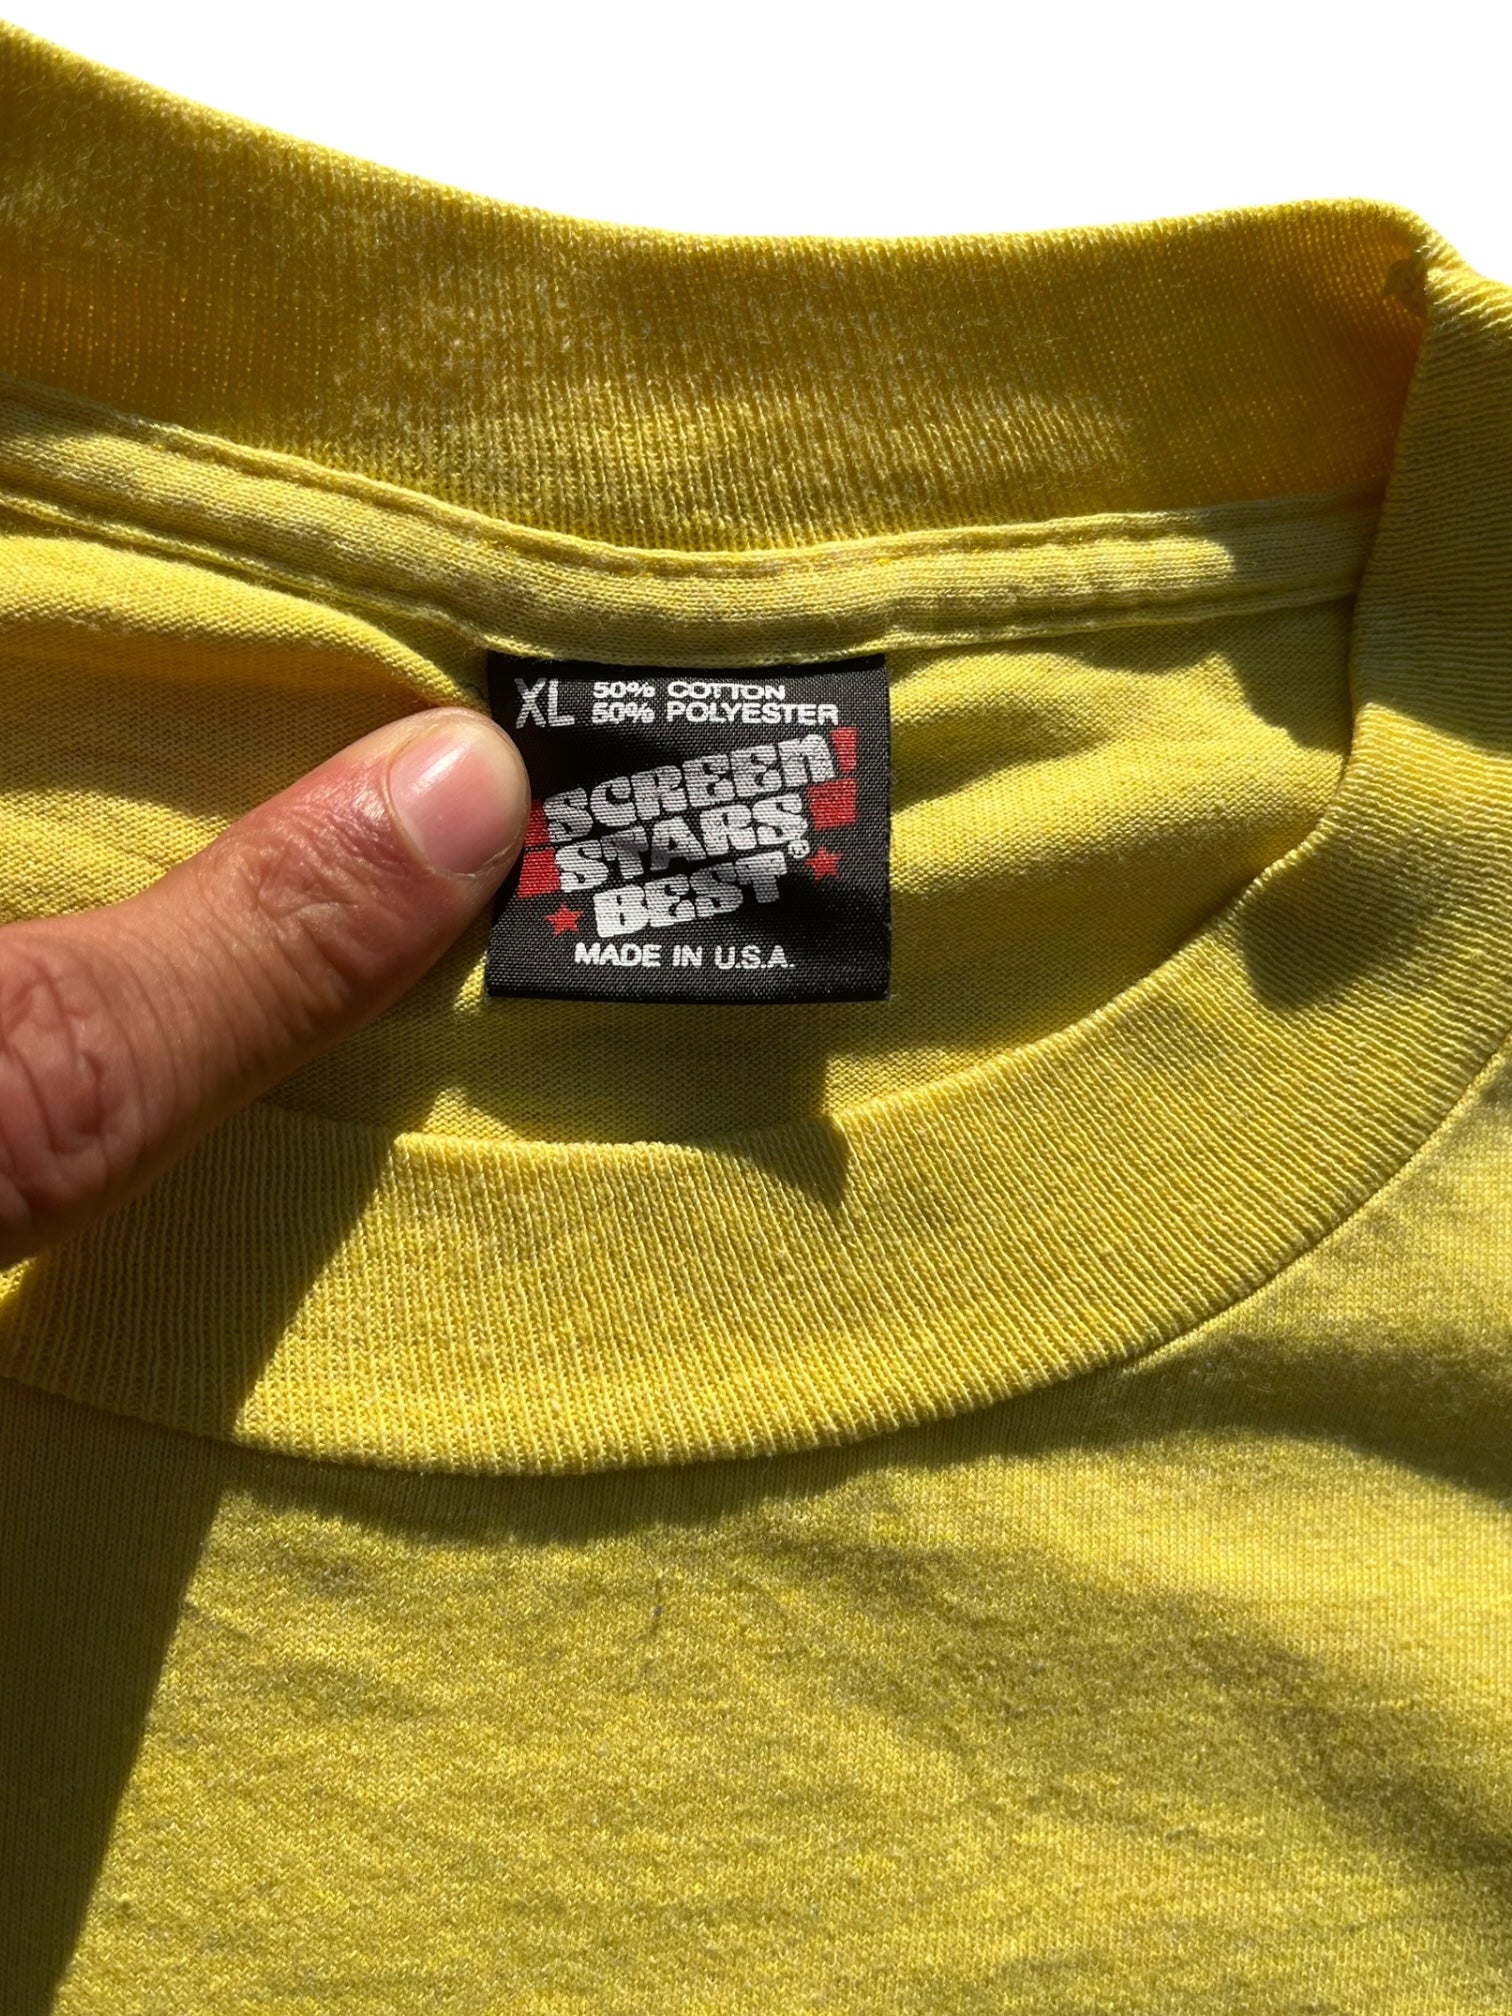 XL 50% COTTON
50% POLYESTER
SCREEN
STARS®
BEST
MADE IN U.S.A.